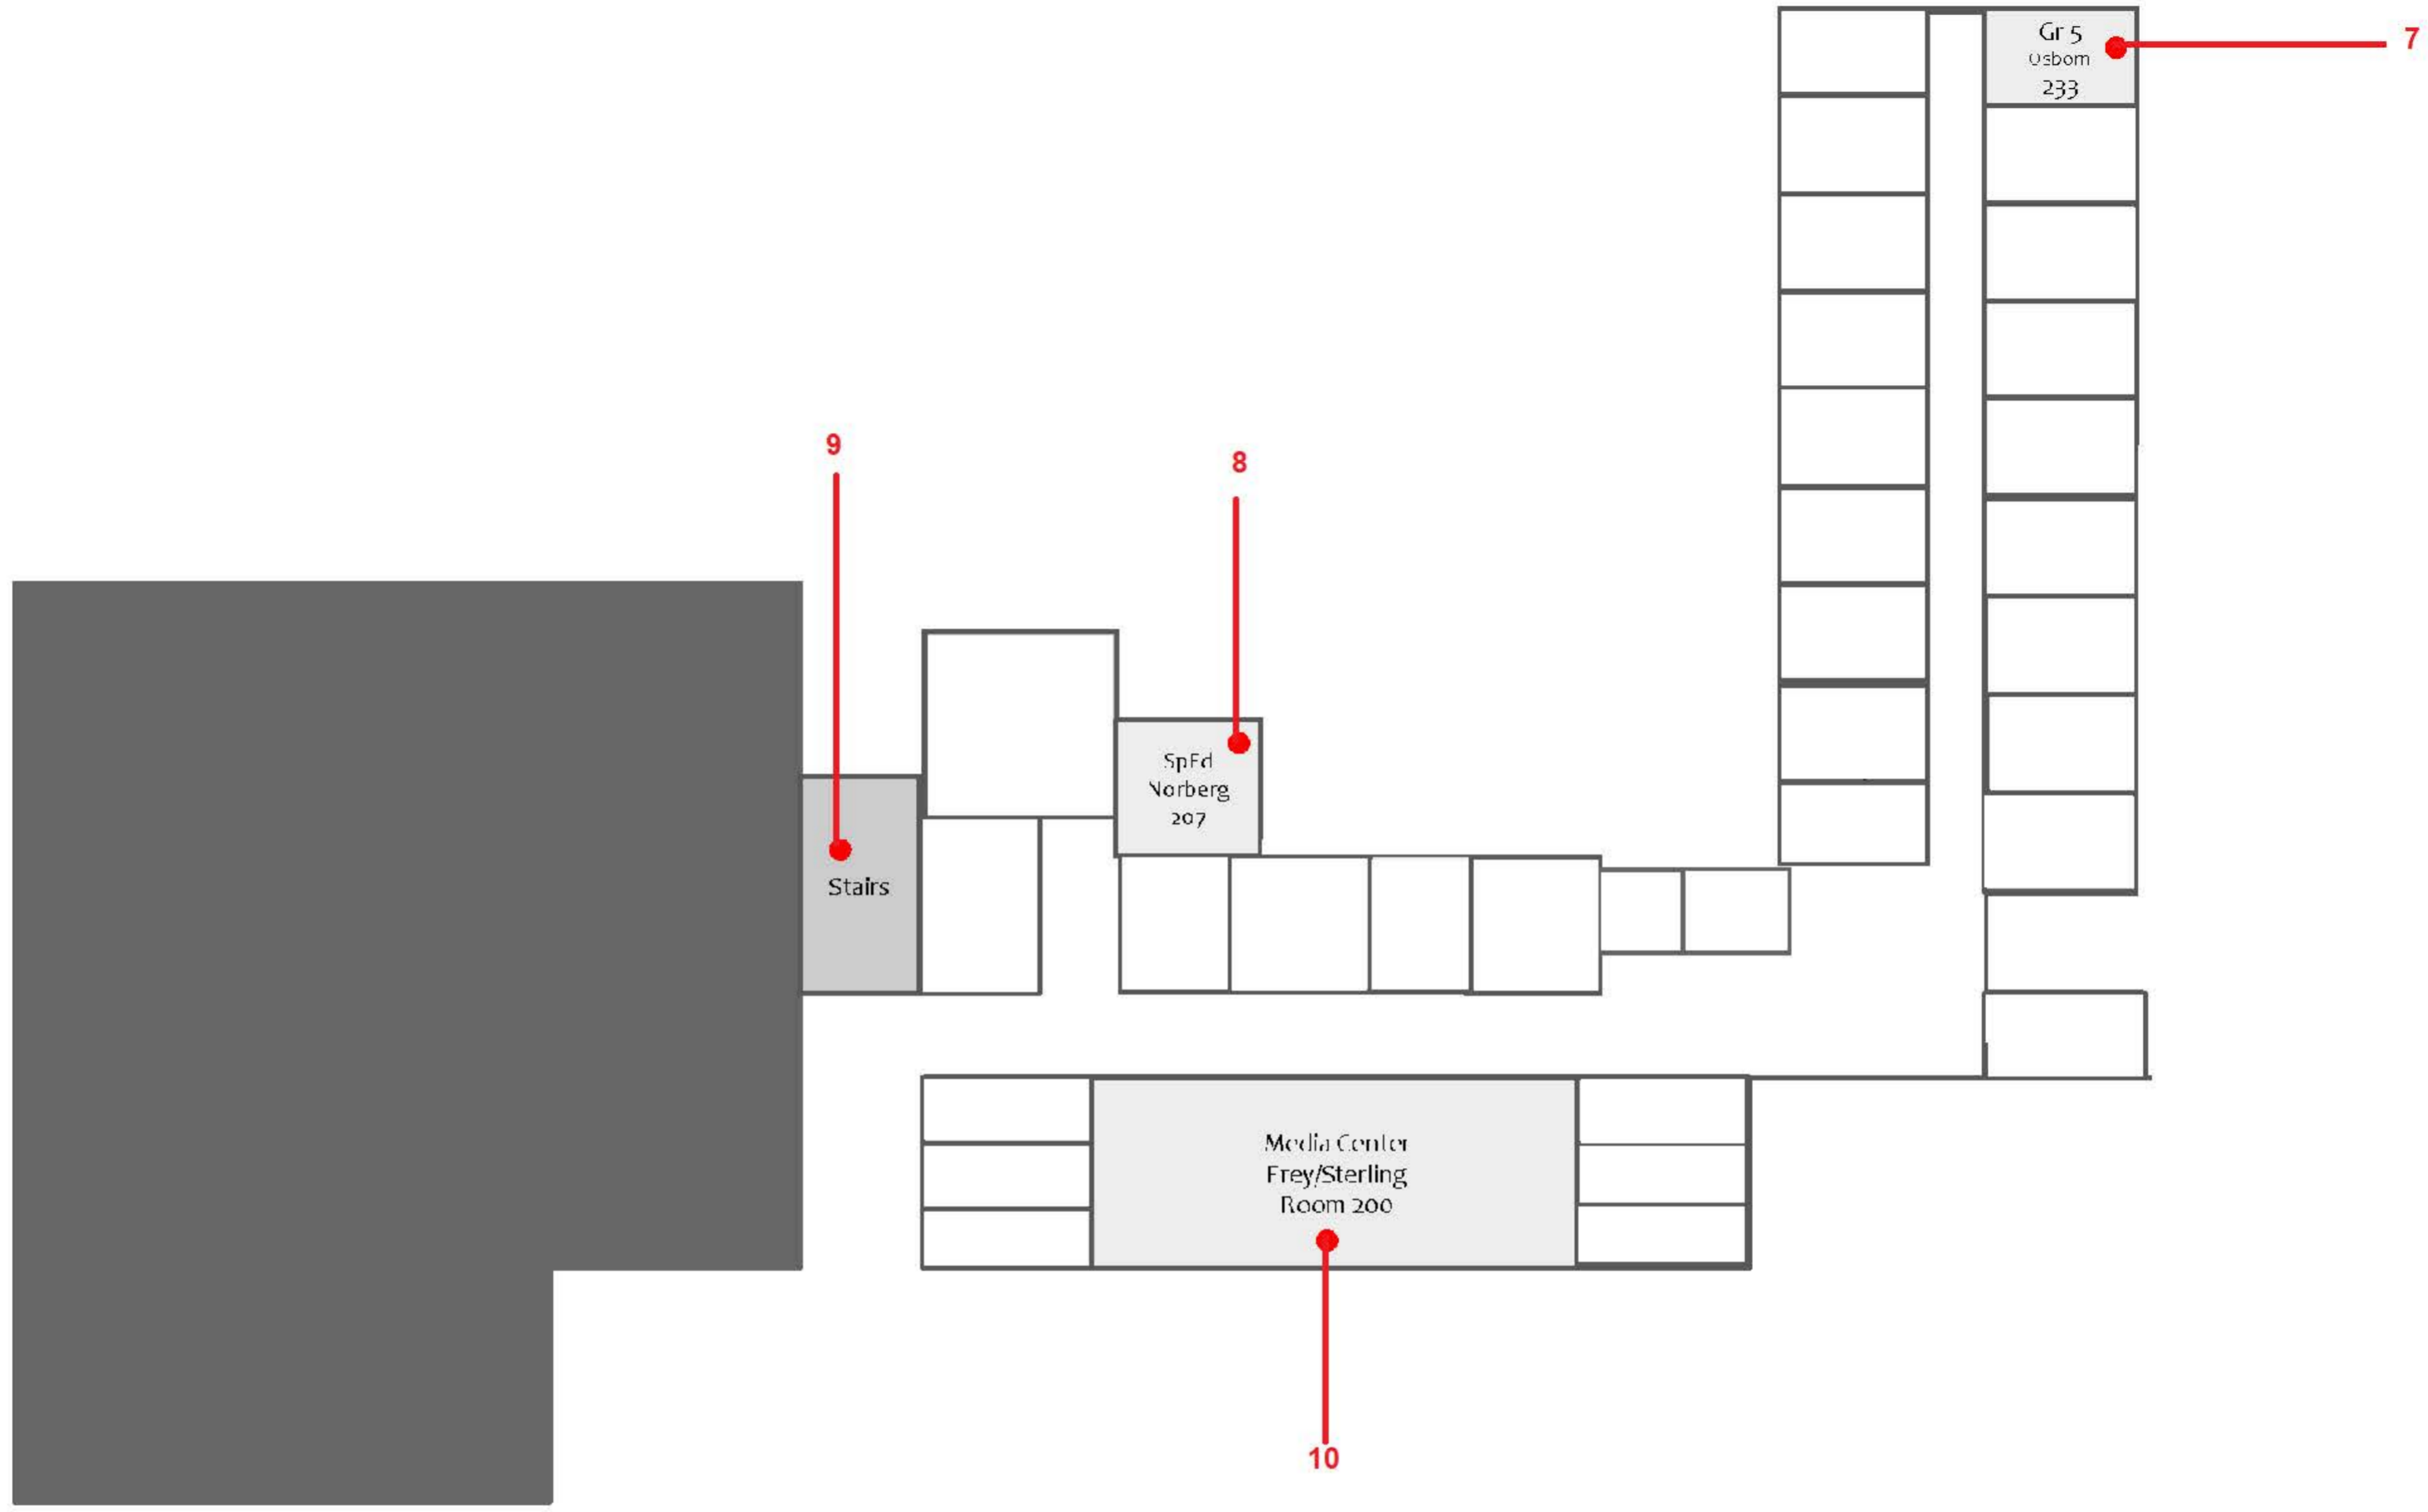 Gr 5
Osborn
233
7
9
8
SpEd
Norberg
207
Stairs
Media Center
Frey/Sterling
Room 200
10